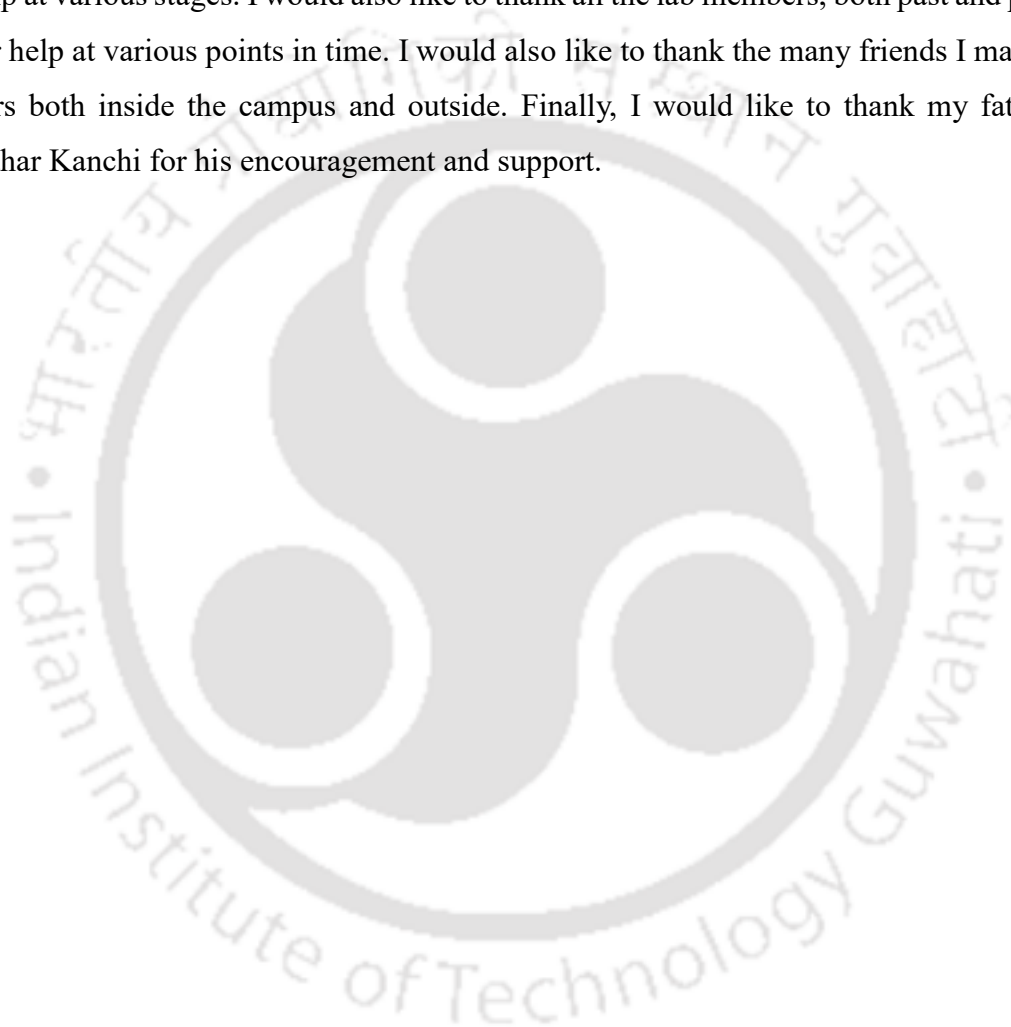 at various stages. I would also like to thank all the lab members, both past and
help at various points in time. I would also like to thank the many friends I ma
rs both inside the campus and outside. Finally, I would like to thank my fat
har Kanchi for his encouragement and support.
भारतीय प्रौद्योगिकी संस्थान गुवाहाटी
Indian Institute of Technology Guwahati